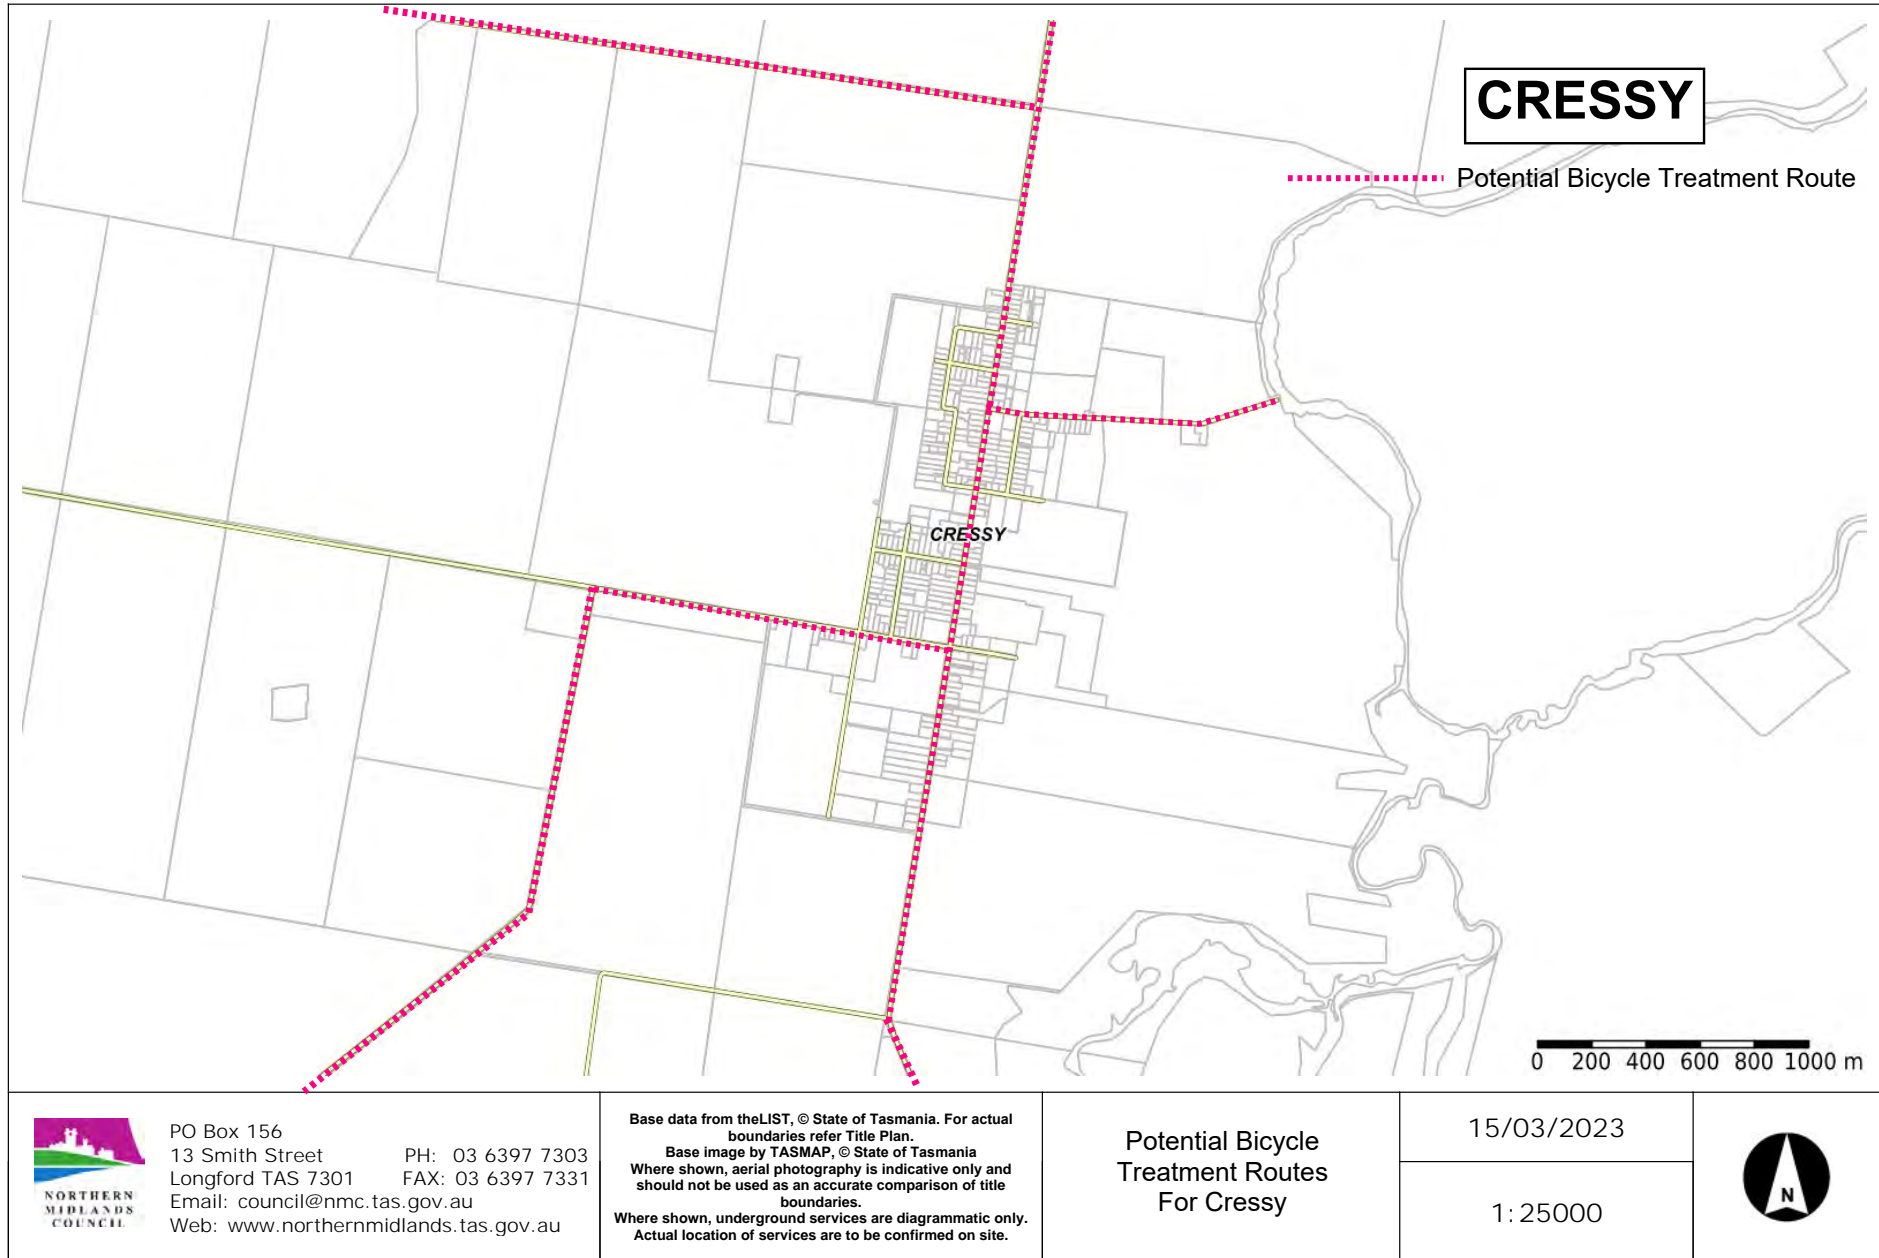 CRESSY
Potential Bicycle Treatment Route
CRESSY
0 200 400 600 800 1000 m
NORTHERN
MIDLANDS
COUNCIL
PO Box 156
13 Smith Street PH: 03 6397 7303
Longford TAS 7301 FAX: 03 6397 7331
Email: council@nmc.tas.gov.au
Web: www.northernmidlands.tas.gov.au
Base data from theLIST, © State of Tasmania. For actual
boundaries refer Title Plan.
Base image by TASMAP, © State of Tasmania
Where shown, aerial photography is indicative only and
should not be used as an accurate comparison of title
boundaries.
Where shown, underground services are diagrammatic only.
Actual location of services are to be confirmed on site.
Potential Bicycle
Treatment Routes
For Cressy
15/03/2023
1:25000
N